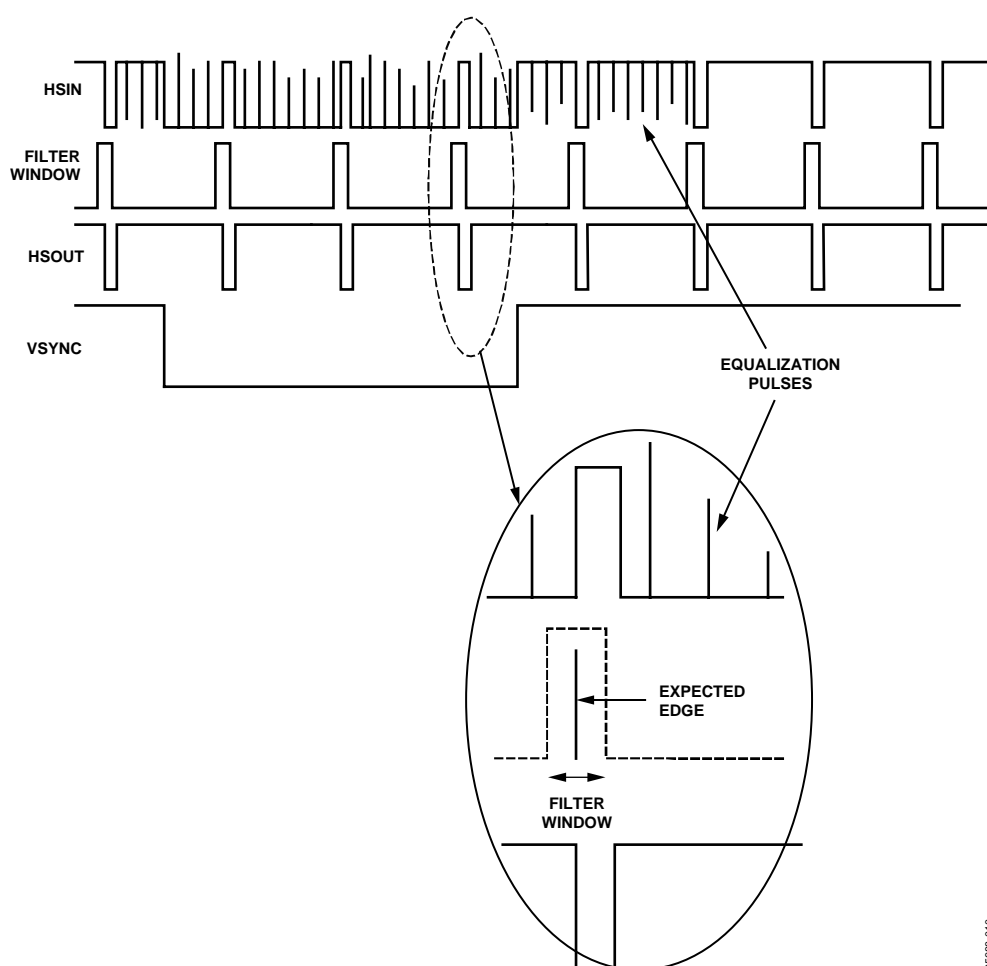 HSIN
FILTER
WINDOW
HSOUT
VSYNC
EQUALIZATION
PULSES
EXPECTED
EDGE
FILTER
WINDOW